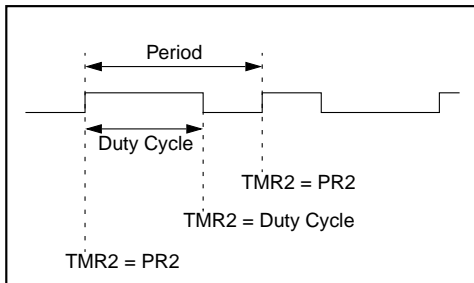 Period
Duty Cycle
TMR2 = PR2
TMR2 = Duty Cycle
TMR2 = PR2